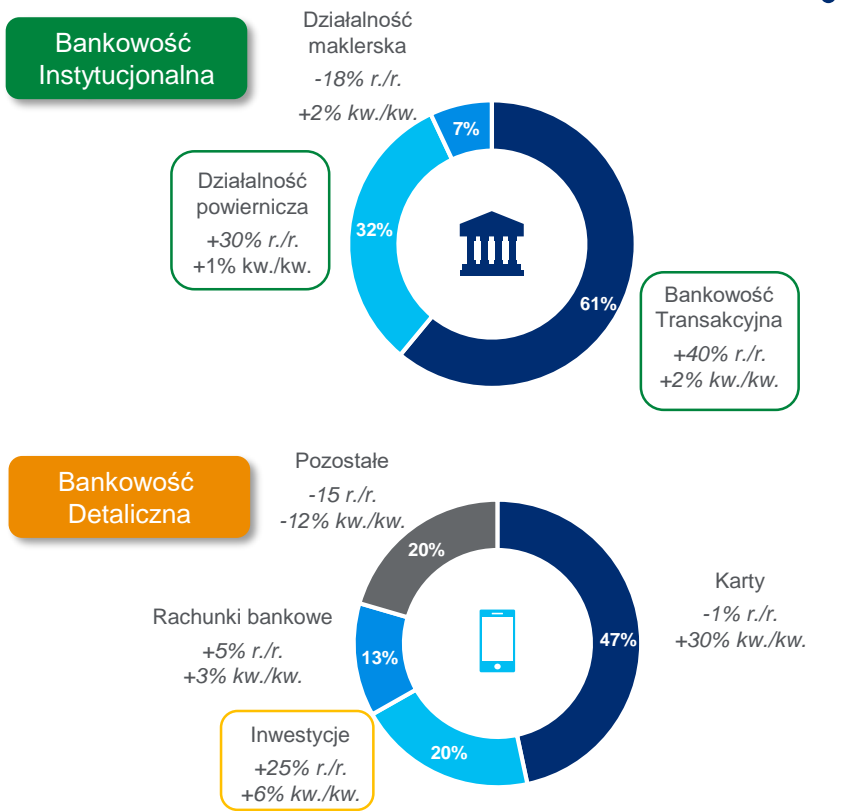 Bankowość
Instytucjonalna
Działalność
maklerska
-18% r./r.
+2% kw./kw.
7%
Działalność
powiernicza
+30% r./r.
+1% kw./kw.
32%
61%
Bankowość
Transakcyjna
+40% r./r.
+2% kw./kw.
Bankowość
Detaliczna
Pozostałe
-15 r./r.
-12% kw./kw.
20%
Karty
-1% r./r.
+30% kw./kw.
47%
Rachunki bankowe
+5% r./r.
+3% kw./kw.
13%
Inwestycje
+25% r./r.
+6% kw./kw.
20%